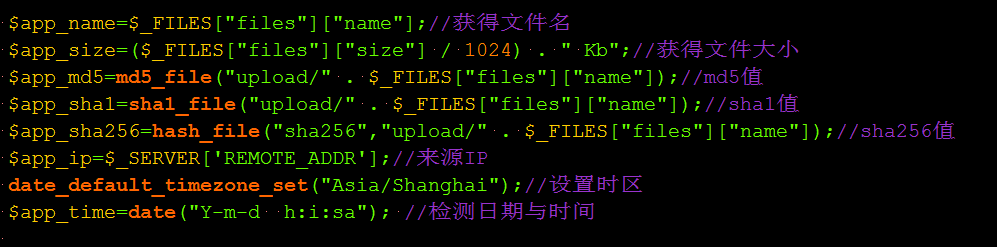 $app_name=$_FILES["files"]["name"];//获得文件名
$app_size=($_FILES["files"]["size"] / 1024) . " Kb";//获得文件大小
$app_md5=md5_file("upload/" . $_FILES["files"]["name"]);//md5值
$app_sha1=sha1_file("upload/" . $_FILES["files"]["name"]);//sha1值
$app_sha256=hash_file("sha256","upload/" . $_FILES["files"]["name"]);//sha256值
$app_ip=$_SERVER['REMOTE_ADDR'];//来源IP
date_default_timezone_set("Asia/Shanghai");//设置时区
$app_time=date("Y-m-d  h:i:sa"); //检测日期与时间